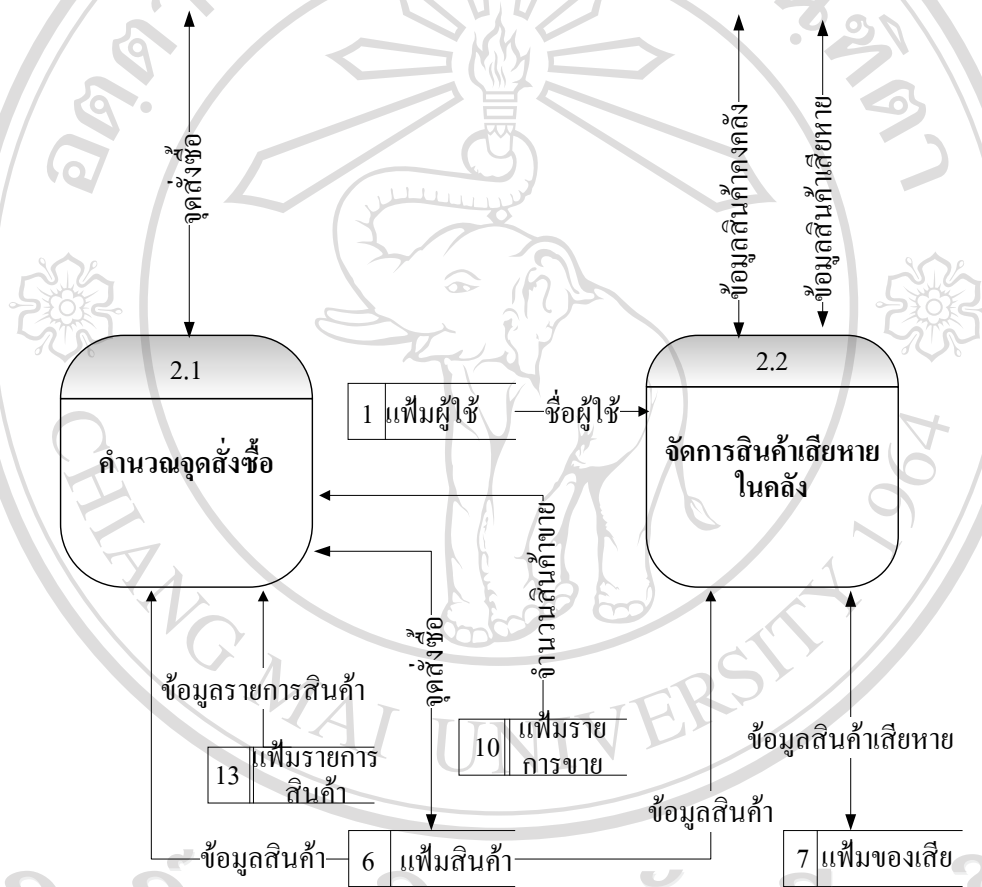 จุดสั่งซื้อ
ข้อมูลสินค้าคงคลัง
ข้อมูลสินค้าเสียหาย
2.1
คำนวณจุดสั่งซื้อ
1 แฟ้มผู้ใช้
ชื่อผู้ใช้
2.2
จัดการสินค้าเสียหาย
ในคลัง
จำนวนสินค้าขาย
จุดสั่งซื้อ
ข้อมูลรายการสินค้า
13 แฟ้มรายการ
สินค้า
10 แฟ้มราย
การขาย
ข้อมูลสินค้าเสียหาย
ข้อมูลสินค้า
ข้อมูลสินค้า
6 แฟ้มสินค้า
7 แฟ้มของเสีย
CHIANG MAI UNIVERSITY 1964